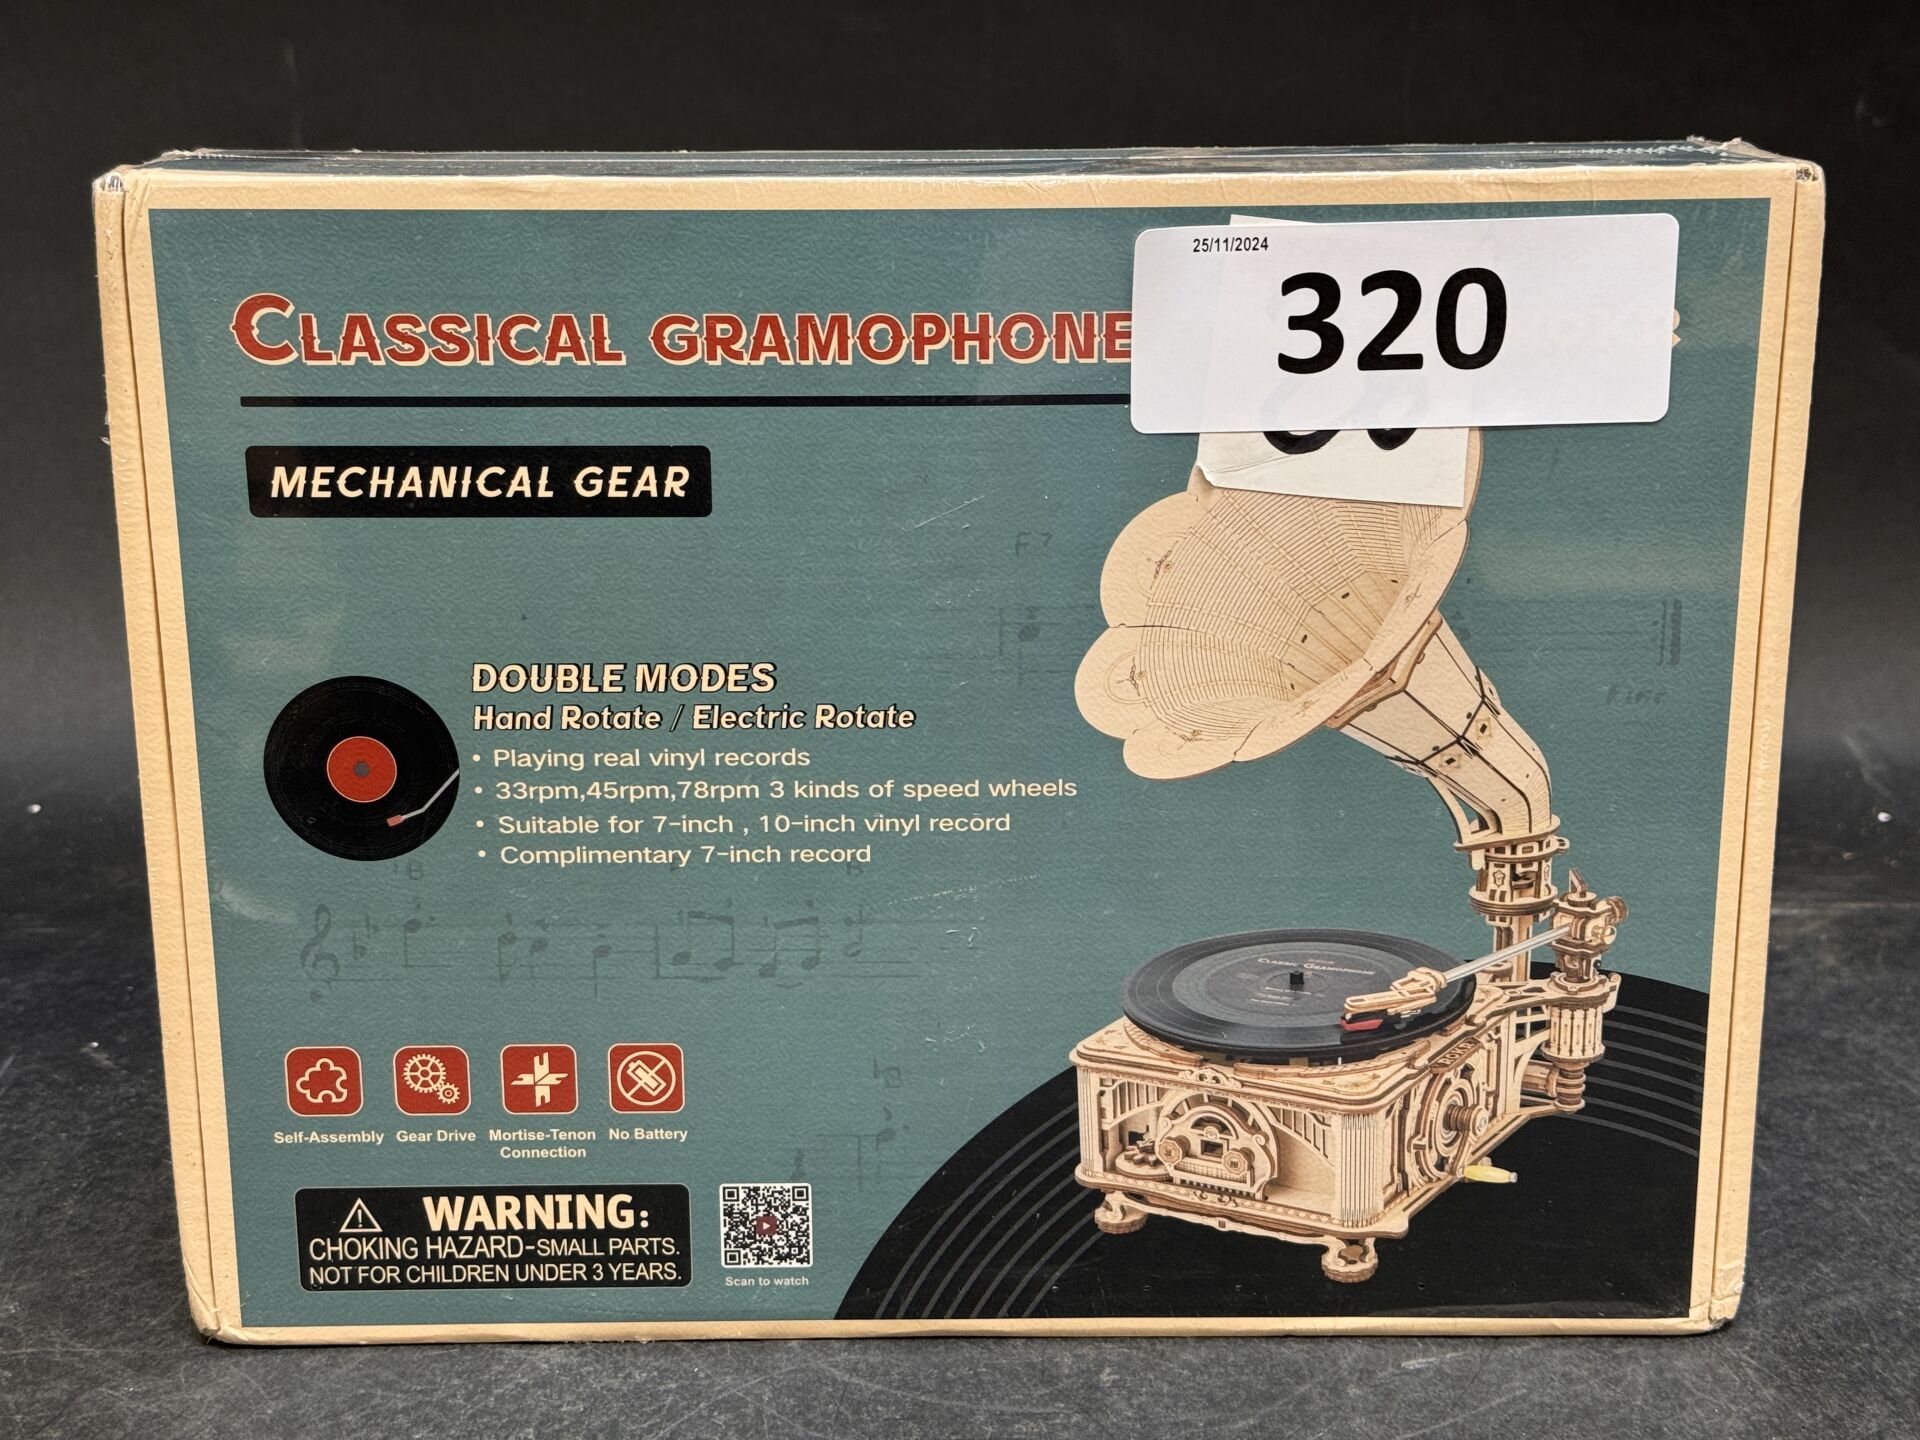 25/11/2024
320
CLASSICAL GRAMOPHONE
MECHANICAL GEAR
F7
DOUBLE MODES
Hand Rotate / Electric Rotate
• Playing real vinyl records
• 33rpm,45rpm,78rpm 3 kinds of speed wheels
• Suitable for 7-inch , 10-inch vinyl record
• Complimentary 7-inch record
Fine
CLASSIC GRAMOPHONE
ROKR
Self-Assembly
Gear Drive
Mortise-Tenon
Connection
No Battery
WARNING:
CHOKING HAZARD-SMALL PARTS.
NOT FOR CHILDREN UNDER 3 YEARS.
Scan to watch